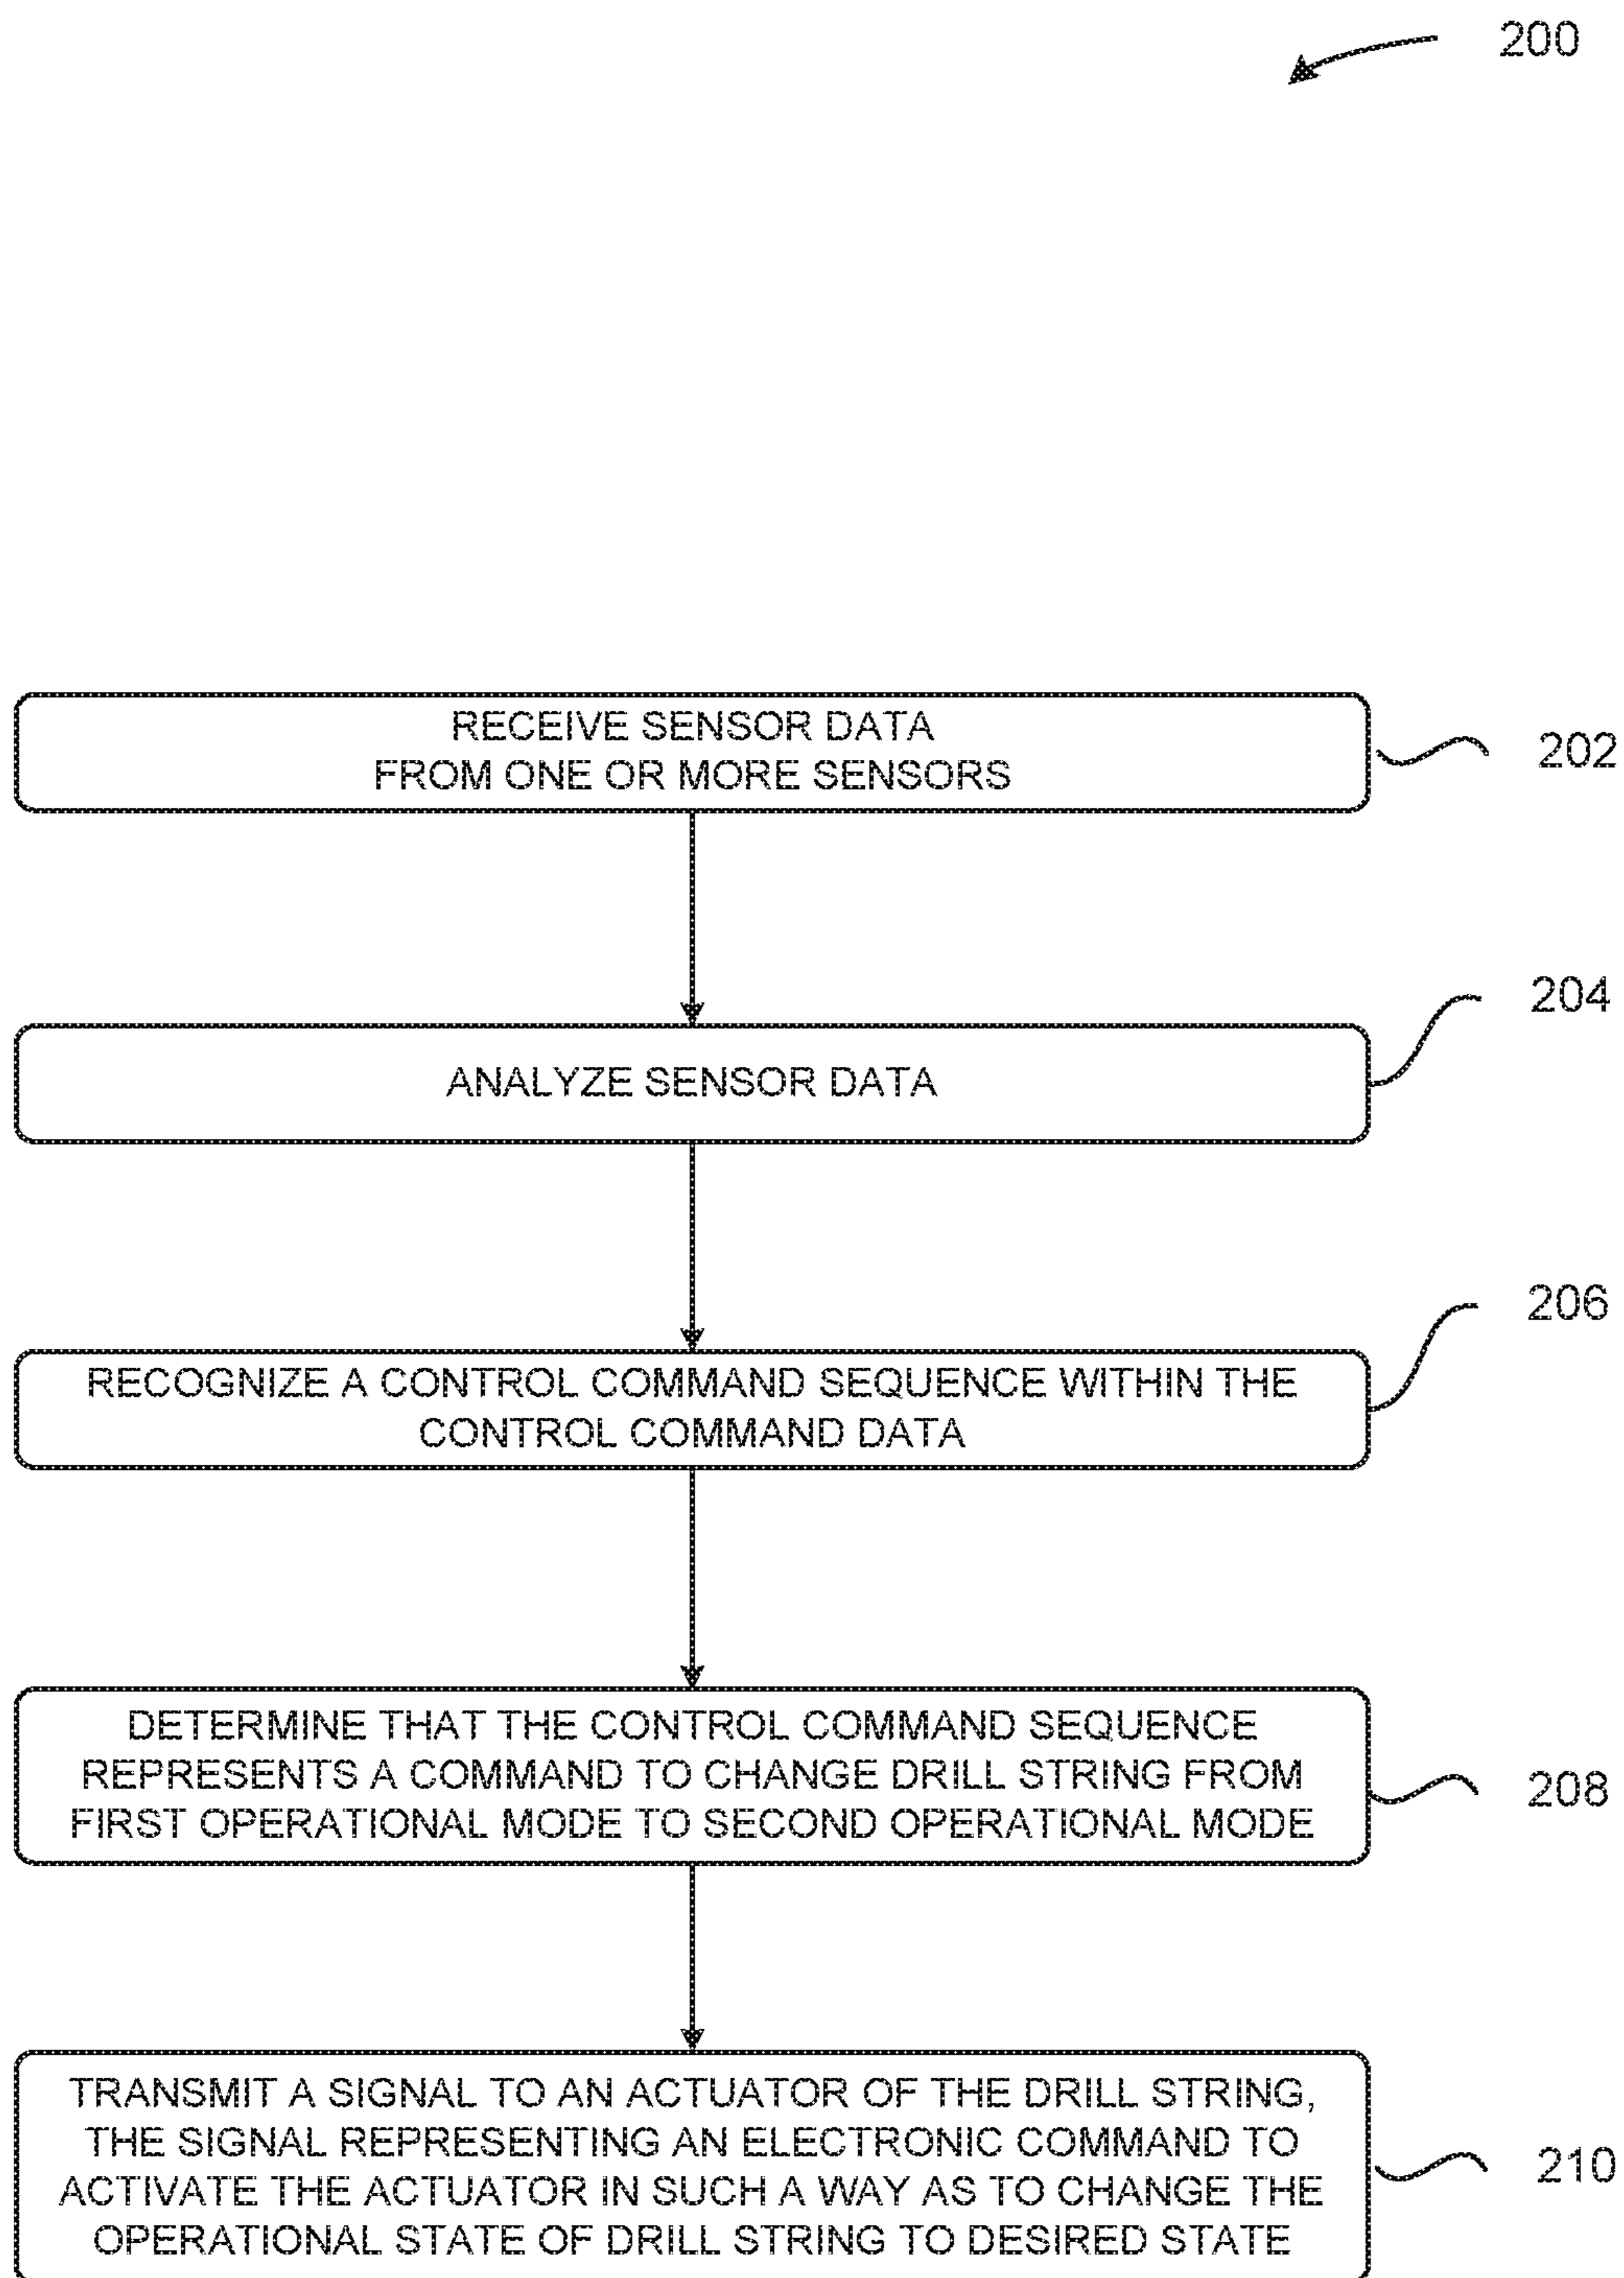 200
RECEIVE SENSOR DATA
FROM ONE OR MORE SENSORS
202
204
ANALYZE SENSOR DATA
206
RECOGNIZE A CONTROL COMMAND SEQUENCE WITHIN THE
CONTROL COMMAND DATA
DETERMINE THAT THE CONTROL COMMAND SEQUENCE
REPRESENTS A COMMAND TO CHANGE DRILL STRING FROM
FIRST OPERATIONAL MODE TO SECOND OPERATIONAL MODE
208
TRANSMIT A SIGNAL TO AN ACTUATOR OF THE DRILL STRING,
THE SIGNAL REPRESENTING AN ELECTRONIC COMMAND TO
ACTIVATE THE ACTUATOR IN SUCH A WAY AS TO CHANGE THE
OPERATIONAL STATE OF DRILL STRING TO DESIRED STATE
210